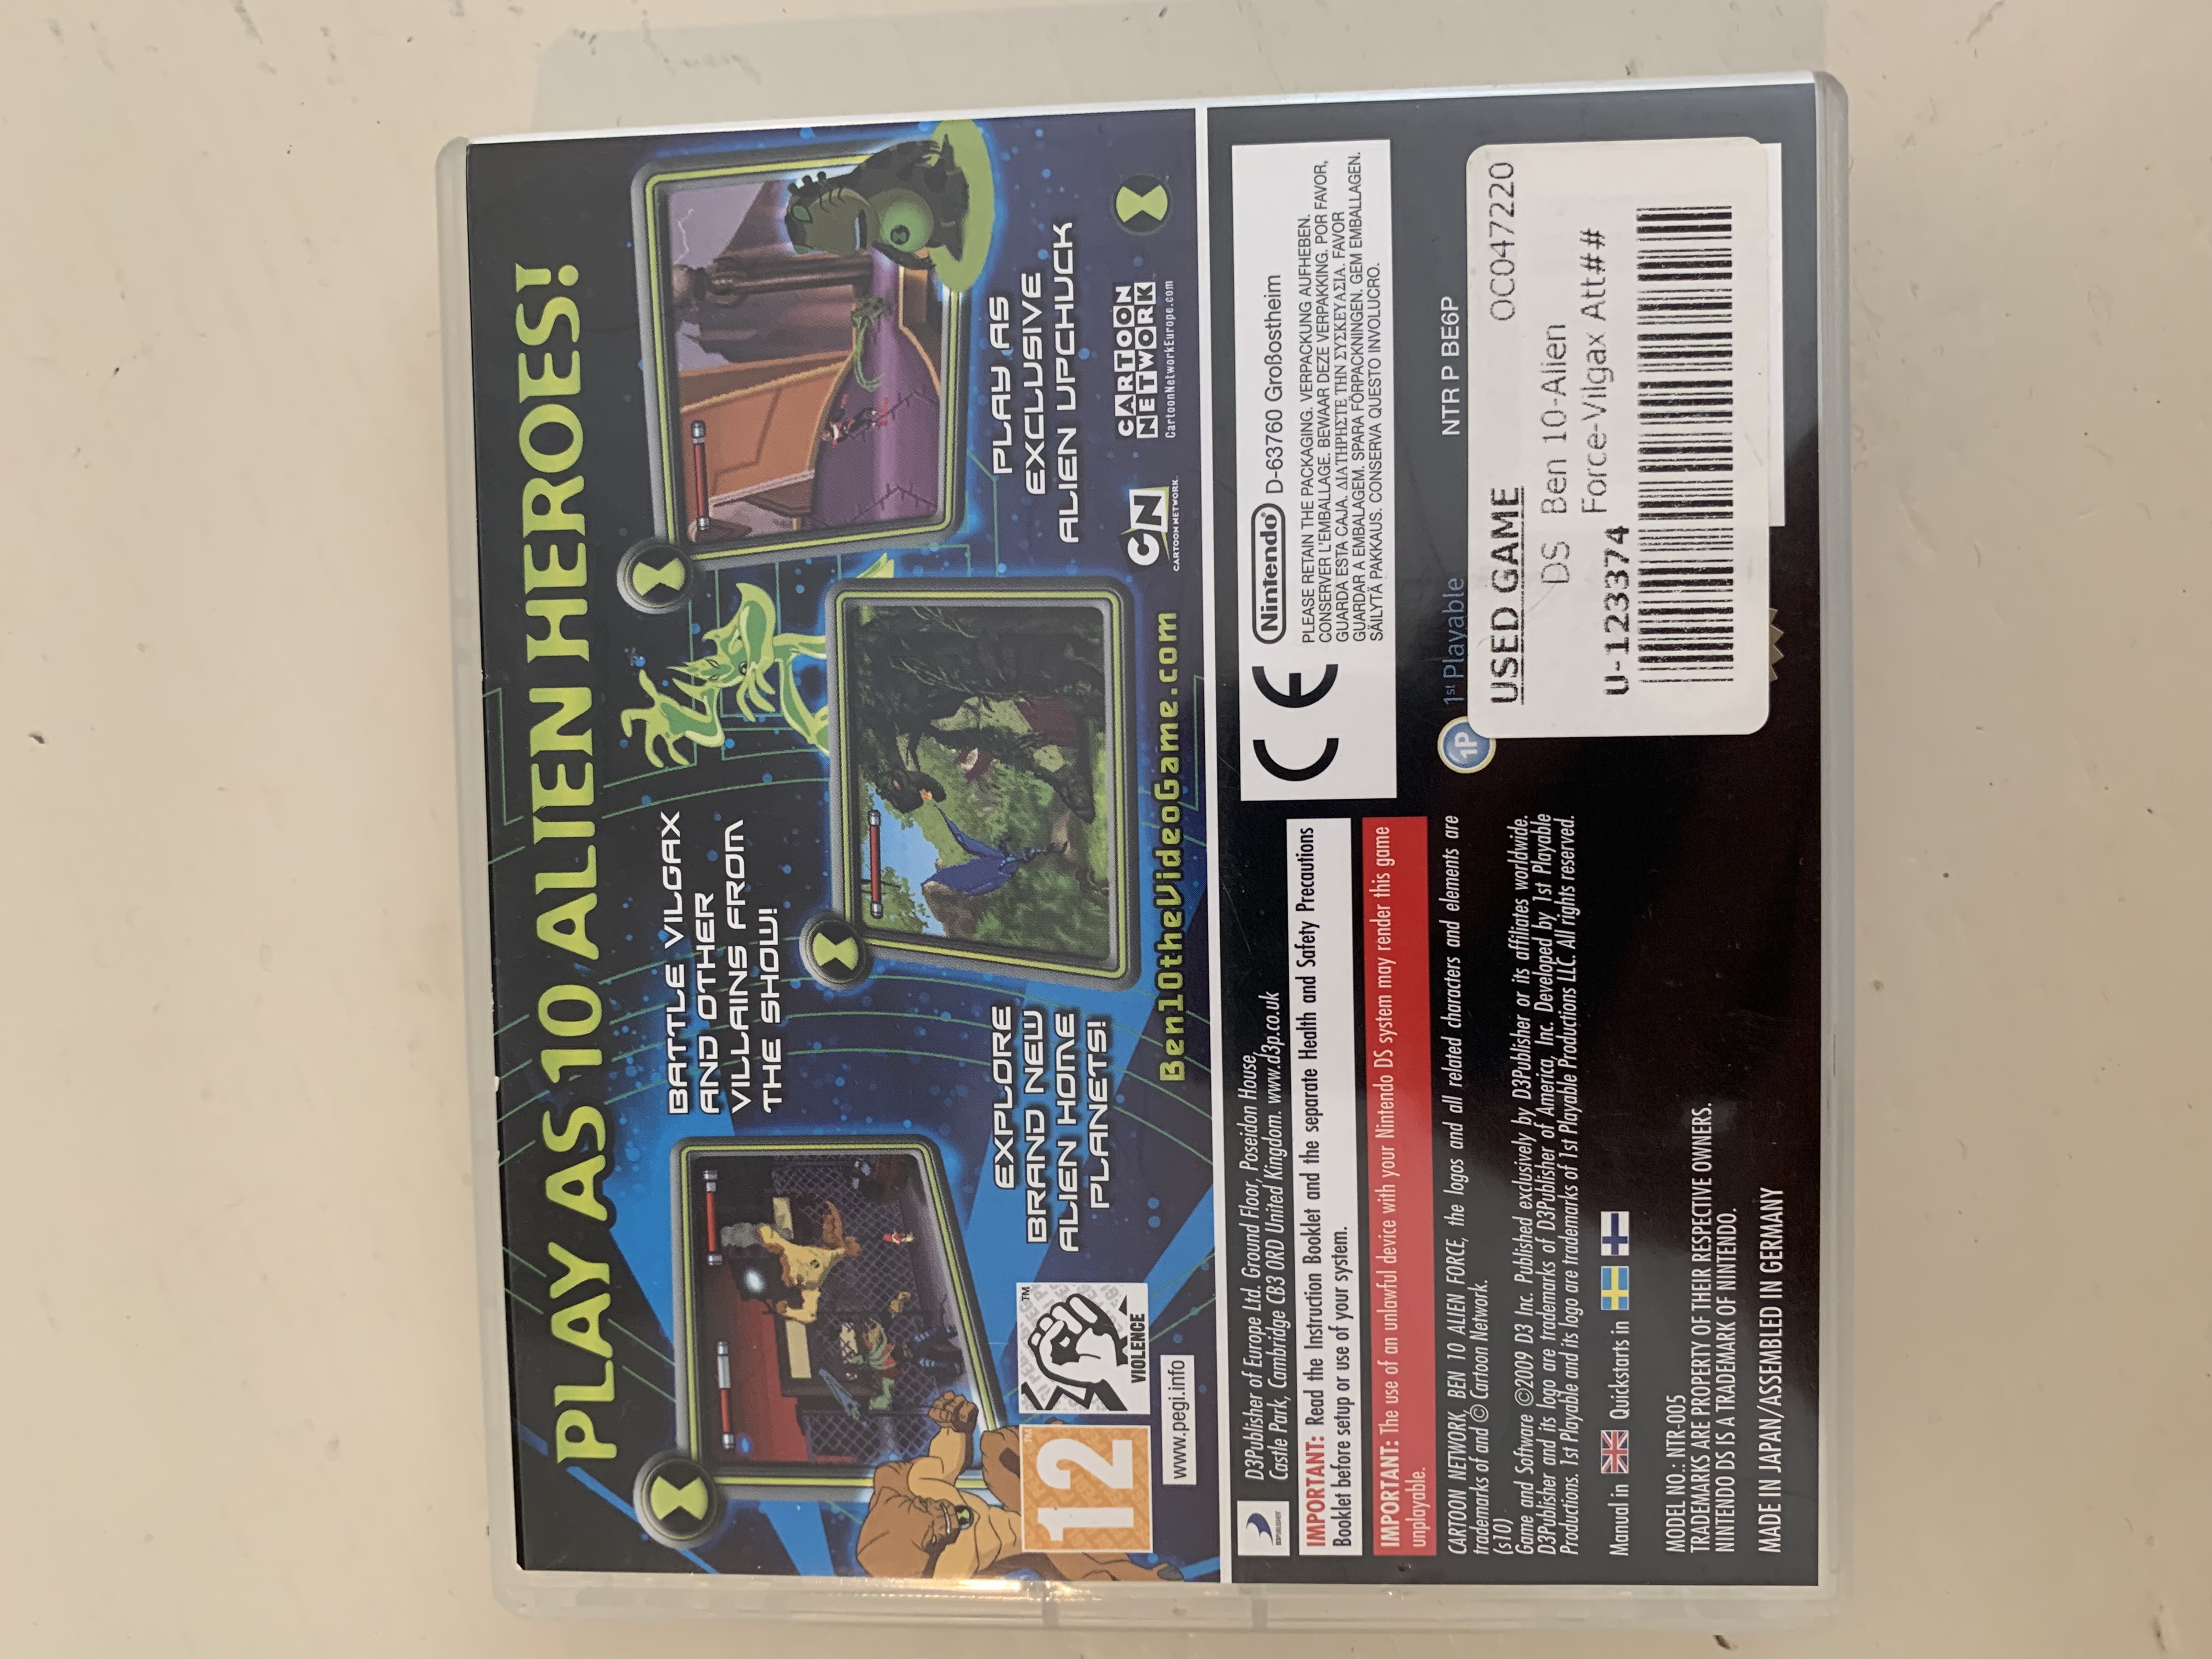 PLAY AS 10 ALIEN HEROES!
BATTLE VILGAX
AND OTHER
VILLAINS FROM
THE SHOW!
EXPLORE
BRAND NEW
ALIEN HOME
PLANETS!
PLAY AS
EXCLUSIVE
ALIEN UPCHUCK
12
VIOLENCE
www.pegi.info
Ben10theVideoGame.com
CN
CARTOON NETWORK
CARTOON
NETWORK
CartoonNetworkEurope.com
D3PUBLISHER
D3Publisher of Europe Ltd. Ground Floor, Poseidon House,
Castle Park, Cambridge CB3 0RD United Kingdom. www.d3p.co.uk
IMPORTANT: Read the Instruction Booklet and the separate Health and Safety Precautions
Booklet before setup or use of your system.
IMPORTANT: The use of an unlawful device with your Nintendo DS system may render this game
unplayable.
CARTOON NETWORK, BEN 10 ALIEN FORCE, the logos and all related characters and elements are
trademarks of and © Cartoon Network.
(s10)
Game and Software ©2009 D3 Inc. Published exclusively by D3Publisher or its affiliates worldwide.
D3Publisher and its logo are trademarks of D3Publisher of America, Inc. Developed by 1st Playable
Productions. 1st Playable and its logo are trademarks of 1st Playable Productions LLC. All rights reserved.
Manual in Quickstarts in
MODEL NO.: NTR-005
TRADEMARKS ARE PROPERTY OF THEIR RESPECTIVE OWNERS.
NINTENDO DS IS A TRADEMARK OF NINTENDO.
MADE IN JAPAN/ASSEMBLED IN GERMANY
CE
Nintendo® D-63760 Großostheim
PLEASE RETAIN THE PACKAGING. VERPACKUNG AUFHEBEN.
CONSERVER L'EMBALLAGE. BEWAAR DEZE VERPAKKING. POR FAVOR,
GUARDA ESTA CAJA. ΔΙΑΤΗΡΗΣΤΕ ΤΗΝ ΣΥΣΚΕΥΑΣΙΑ. FAVOR
GUARDAR A EMBALAGEM. SPARA FÖRPACKNINGEN. GEM EMBALLAGEN.
SÄILYTÄ PAKKAUS. CONSERVA QUESTO INVOLUCRO.
1P 1st Playable
NTR P BE6P
USED GAME OC047220
DS Ben 10-Alien
Force-Vilgax Att##
U-123374